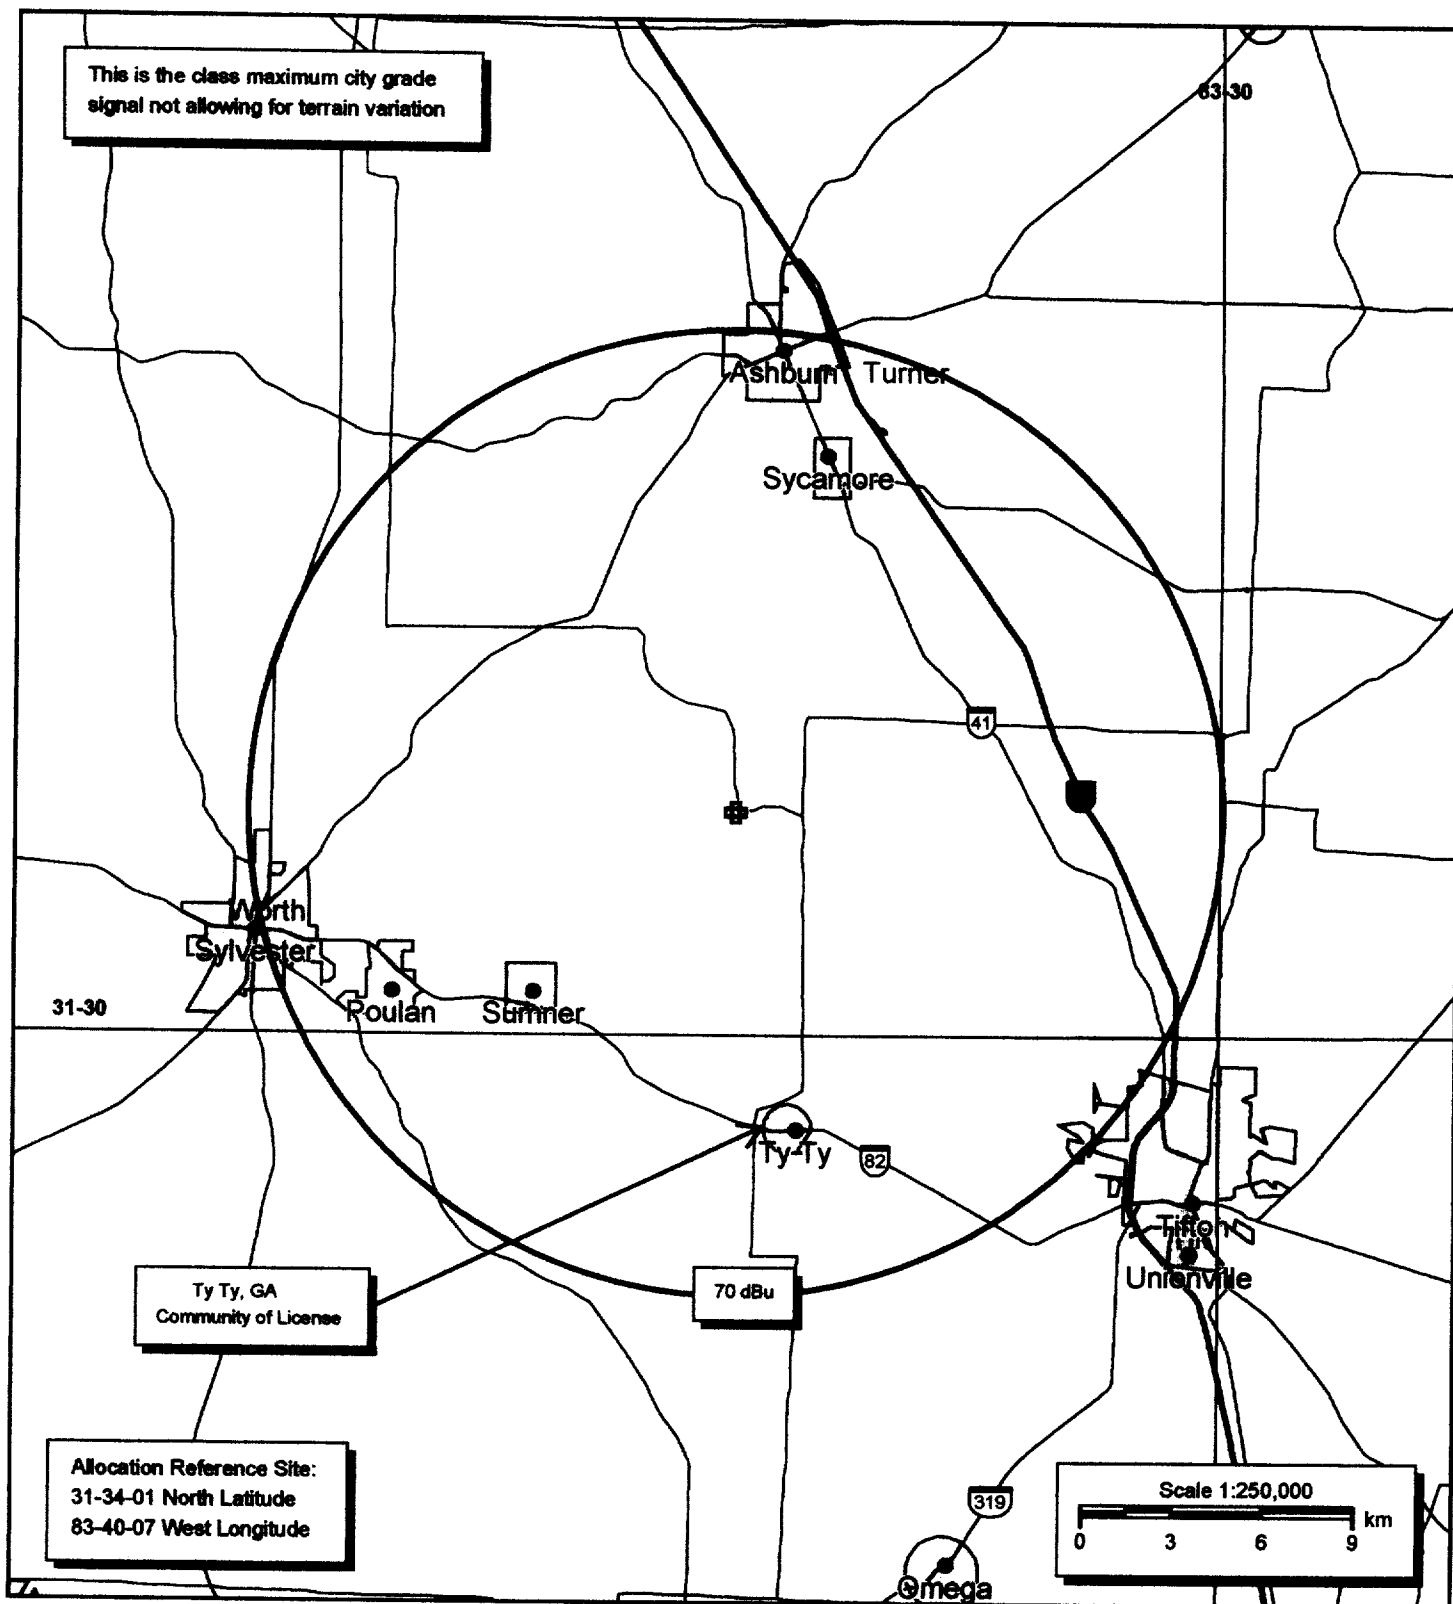 This is the class maximum city grade
signal not allowing for terrain variation
83-30
Ashburn
Turner
Sycamore
41
Worth
Sylvester
Poulan
Sumner
31-30
Ty-Ty
82
Tifton
Unionville
Ty Ty, GA
Community of License
70 dBu
Allocation Reference Site:
31-34-01 North Latitude
83-40-07 West Longitude
319
Omega
Scale 1:250,000
0 3 6 9 km